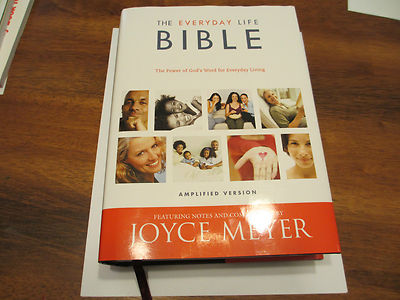 THE EVERYDAY LIFE
BIBLE
The Power of God's Word for Everyday Living
AMPLIFIED VERSION
FEATURING NOTES AND COMMENTARY BY
JOYCE MEYER